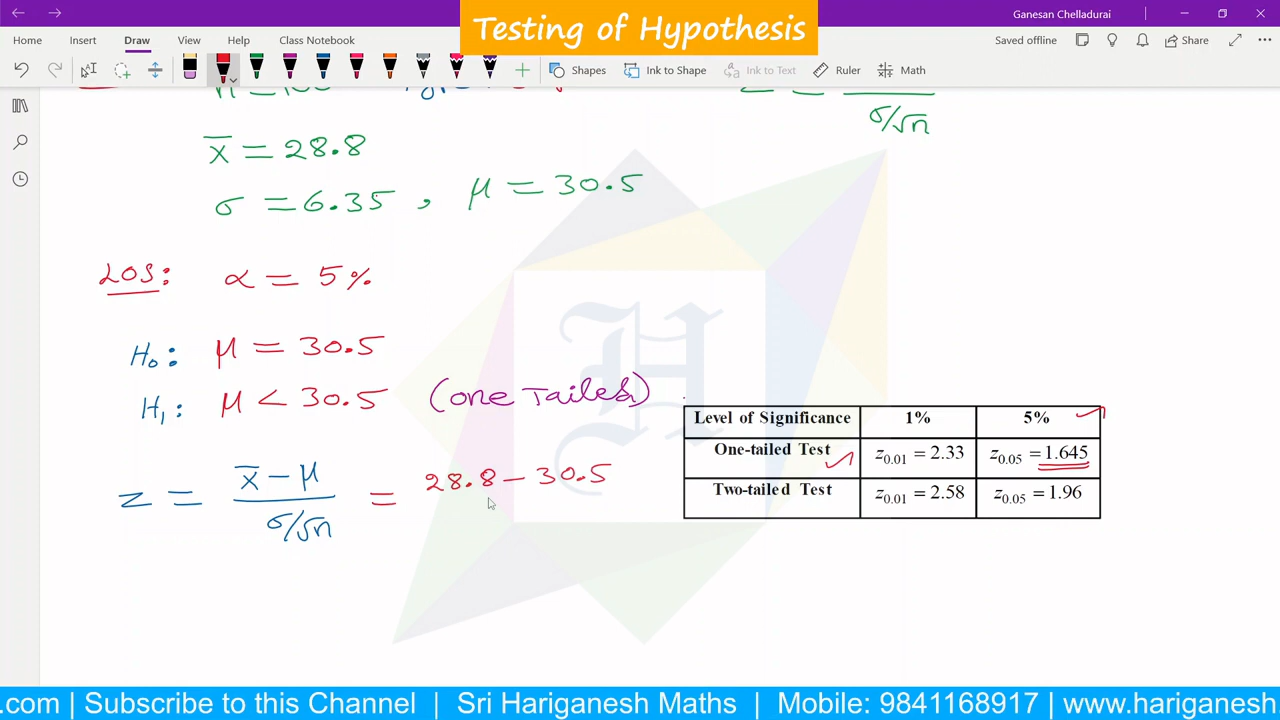 Testing of Hypothesis
Ganesan Chelladurai
Home Insert Draw View Help Class Notebook
Saved offline Share
Shapes Ink to Shape Ink to Text Ruler Math
σ/√n
x̄ = 28.8
σ = 6.35 , μ = 30.5
LOS: α = 5%
H₀: μ = 30.5
H₁: μ < 30.5 (one Tailed)
Level of Significance 1% 5%
One-tailed Test z0.01 = 2.33 z0.05 = 1.645
Two-tailed Test z0.01 = 2.58 z0.05 = 1.96
z = x̄ − μ / σ/√n = 28.8 − 30.5
.com | Subscribe to this Channel | Sri Hariganesh Maths | Mobile: 9841168917 | www.hariganesh